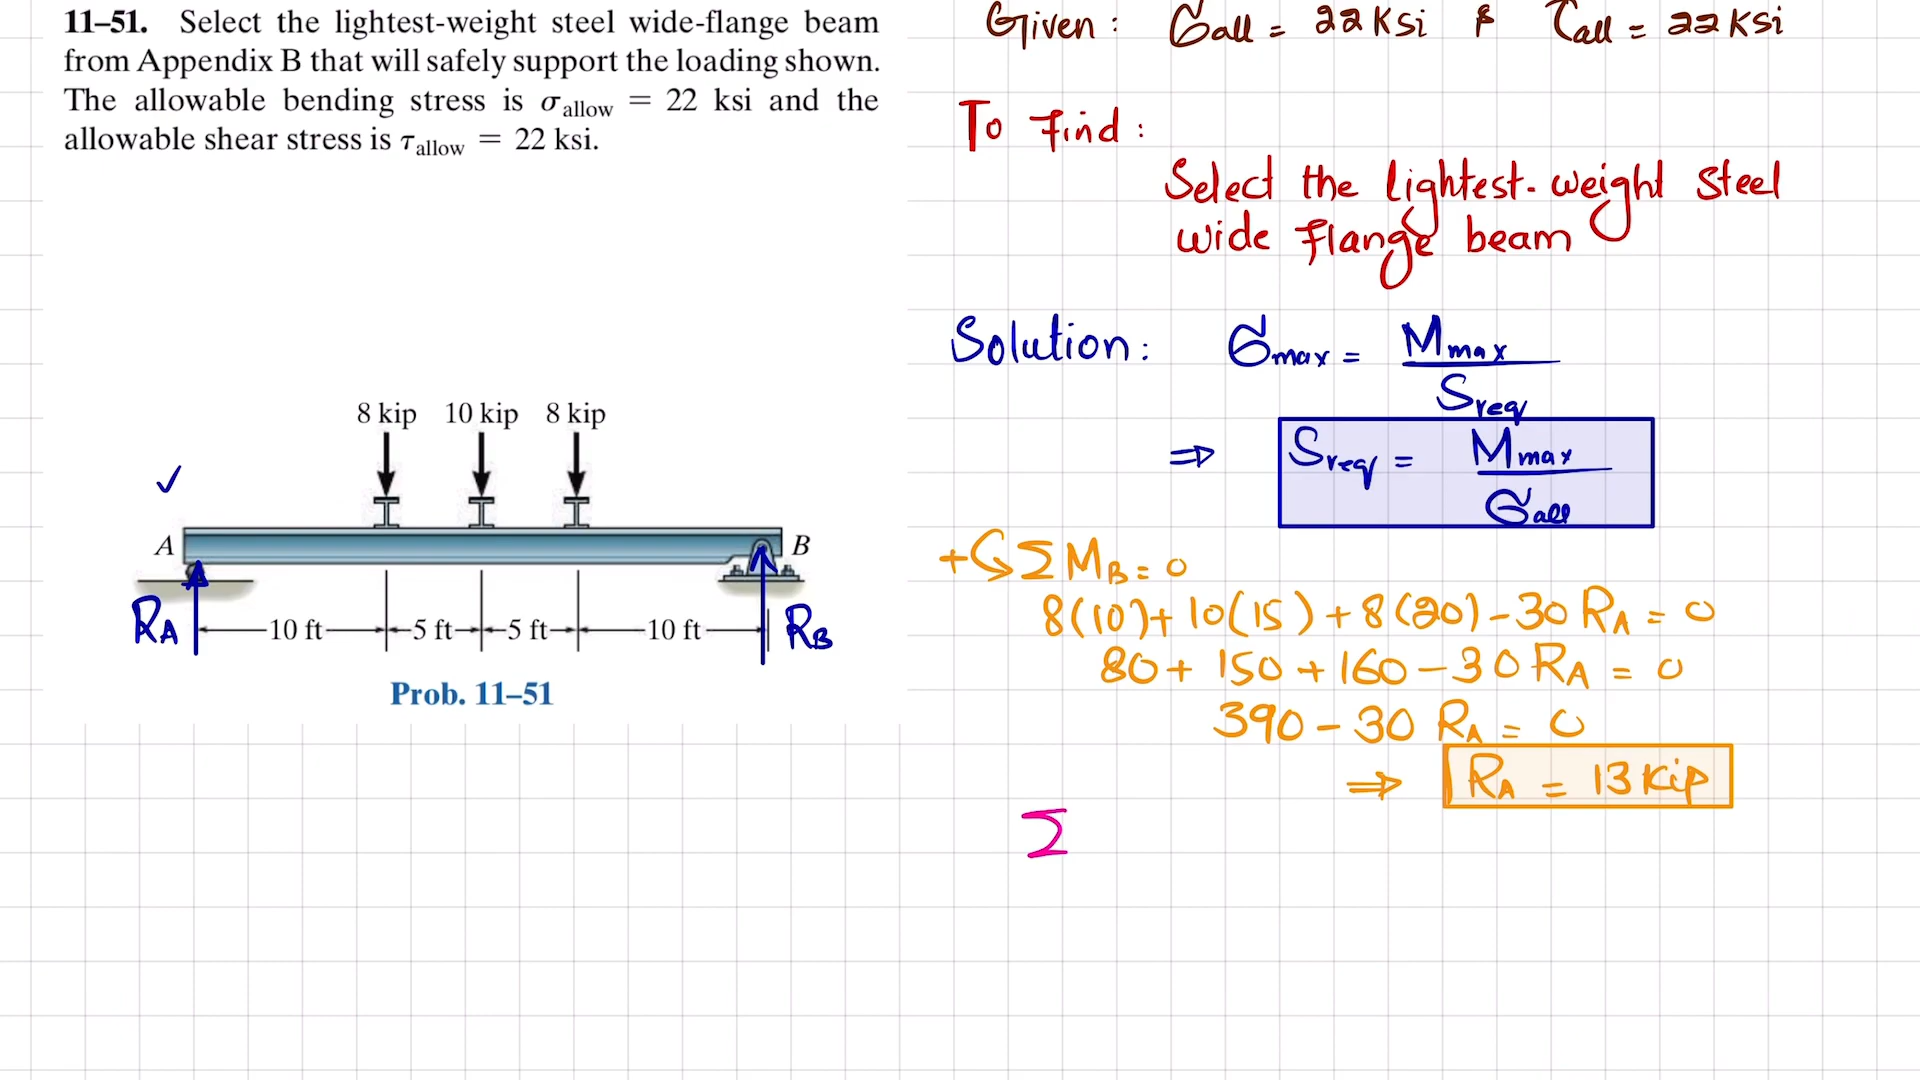 11–51. Select the lightest-weight steel wide-flange beam
from Appendix B that will safely support the loading shown.
The allowable bending stress is σallow = 22 ksi and the
allowable shear stress is τallow = 22 ksi.
8 kip 10 kip 8 kip
✓
A B
RA RB
10 ft 5 ft 5 ft 10 ft
Prob. 11–51
Given: σall = 22 ksi & τall = 22 ksi
To find:
Select the lightest-weight steel
wide flange beam
Solution: σmax = Mmax / Sreq
⇒ Sreq = Mmax / σall
+↺ ΣMB = 0
8(10) + 10(15) + 8(20) - 30 RA = 0
80 + 150 + 160 - 30 RA = 0
390 - 30 RA = 0
⇒ RA = 13 kip
Σ